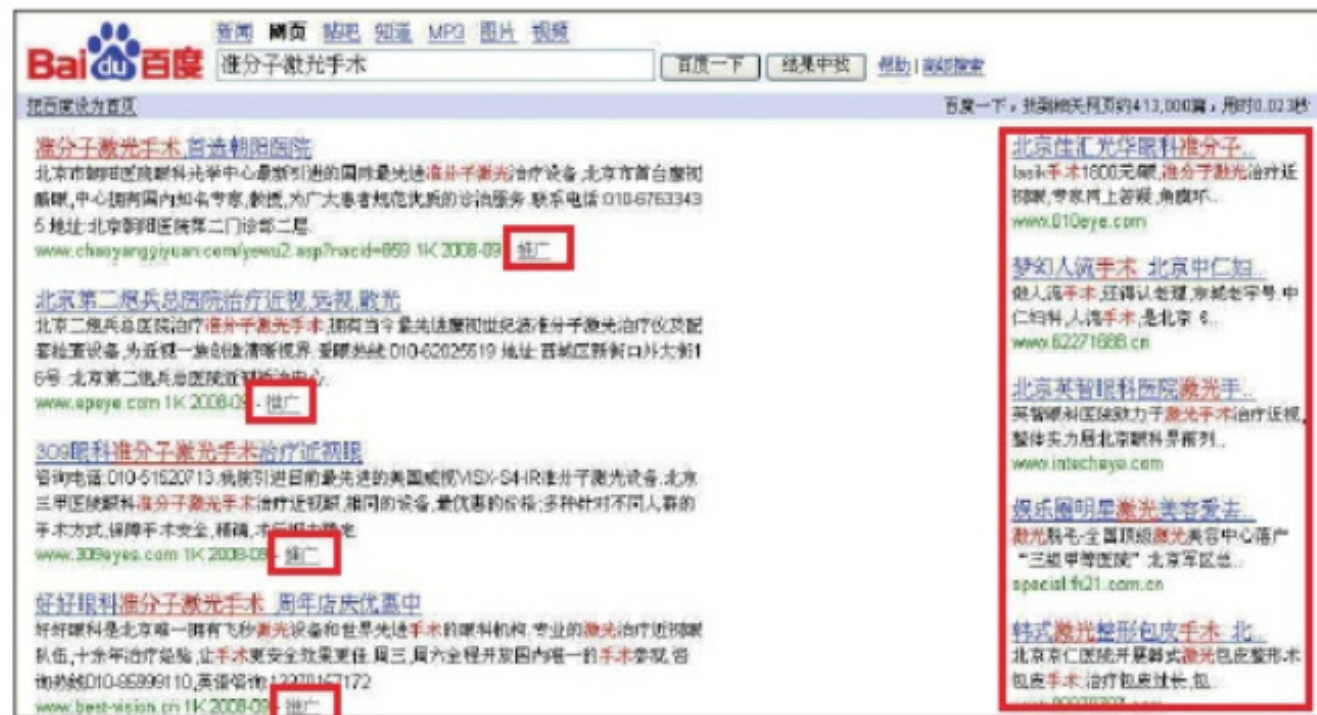 新闻 网页 贴吧 知道 MP3 图片 视频
Bai du 百度 准分子激光手术 百度一下 结果中找 帮助 | 高级搜索
把百度设为首页 百度一下,找到相关网页约413,000篇,用时0.023秒
准分子激光手术,首选朝阳医院
北京市朝阳医院眼科光学中心最新引进的国际最先进准分子激光治疗设备,北京市首台鹰视
酷眼,中心拥有国内知名专家,教授,为广大患者规范优质的诊治服务.联系电话:010-6763343
5.地址:北京朝阳医院第二门诊部二层.
www.chaoyangyiyuan.com/yewu2.asp?nacid=859 1K 2008-09 推广
北京第二炮兵总医院治疗近视,远视,散光
北京二炮兵总医院治疗准分子激光手术,拥有当今最先进鹰视世纪波准分子激光治疗仪及配
套检查设备,为近视一族创造清晰视界.爱眼热线:010-62025619 地址:西城区新街口外大街1
6号 北京第二炮兵总医院近视
www.epeye.com 1K 2008-09 - 推广
309眼科准分子激光手术治疗近视眼
咨询电话:010-51520713.我院引进目前最先进的美国威视VISX-S4-IR准分子激光设备.北京
三甲医院眼科准分子激光手术治疗近视眼,相同的设备,最优惠的价格;多种针对不同人群的
手术方式,保障手术安全,精确,
www.309eyes.com 1K 2008-09 - 推广
好好眼科准分子激光手术 周年店庆优惠中
好好眼科是北京唯一拥有飞秒激光设备和世界先进手术的眼科机构.专业的激光治疗近视眼
队伍,十余年治疗经验,让手术更安全效果更佳.周三,周六全程开放国内唯一的手术参观.咨
询热线010-85999110,英语咨询:
www.best-vision.cn 1K 2008-09 - 推广
北京佳汇光华眼科准分子...
lasik手术1800元/眼,准分子激光治疗近
视眼,专家网上答疑,角膜环...
www.010eye.com
梦幻人流手术 北京中仁妇...
做人流手术,还得认老理,京城老字号.中
仁妇科,人流手术,是北京 6...
www.62271688.cn
北京英智眼科医院激光手...
英智眼科医院致力于激光手术治疗近视,
整体实力居北京眼科界前列...
www.intecheye.com
娱乐圈明星激光美容爱去...
激光脱毛-全国顶级激光美容中心落户
“三级甲等医院”北京军区总...
special.fh21.com.cn
韩式激光整形包皮手术 北...
北京京仁医院开展韩式激光包皮整形术
包皮手术:治疗包皮过长,包...